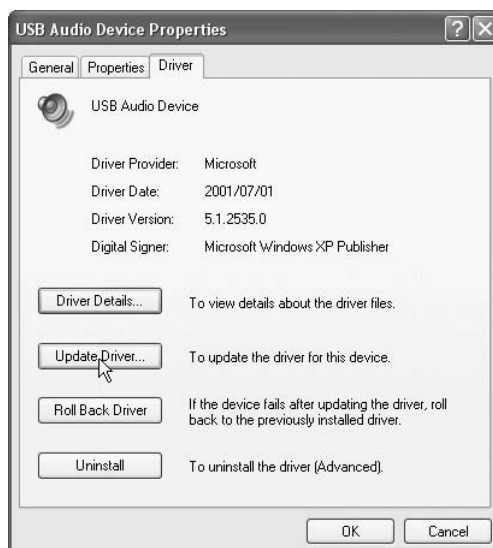 USB Audio Device Properties
General Properties Driver
USB Audio Device
Driver Provider: Microsoft
Driver Date: 2001/07/01
Driver Version: 5.1.2535.0
Digital Signer: Microsoft Windows XP Publisher
Driver Details... To view details about the driver files.
Update Driver... To update the driver for this device.
Roll Back Driver If the device fails after updating the driver, roll
back to the previously installed driver.
Uninstall To uninstall the driver (Advanced).
OK Cancel